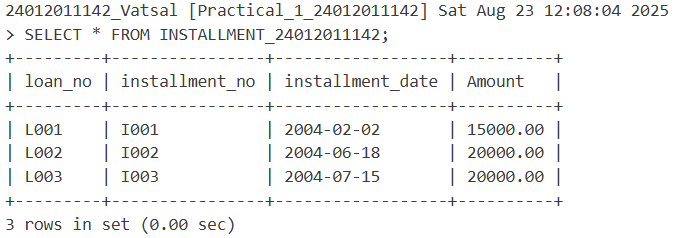 24012011142_Vatsal [Practical_1_24012011142] Sat Aug 23 12:08:04 2025
> SELECT * FROM INSTALLMENT_24012011142;
+---------+----------------+------------------+----------+
| loan_no | installment_no | installment_date | Amount   |
+---------+----------------+------------------+----------+
| L001    | I001           | 2004-02-02       | 15000.00 |
| L002    | I002           | 2004-06-18       | 20000.00 |
| L003    | I003           | 2004-07-15       | 20000.00 |
+---------+----------------+------------------+----------+
3 rows in set (0.00 sec)